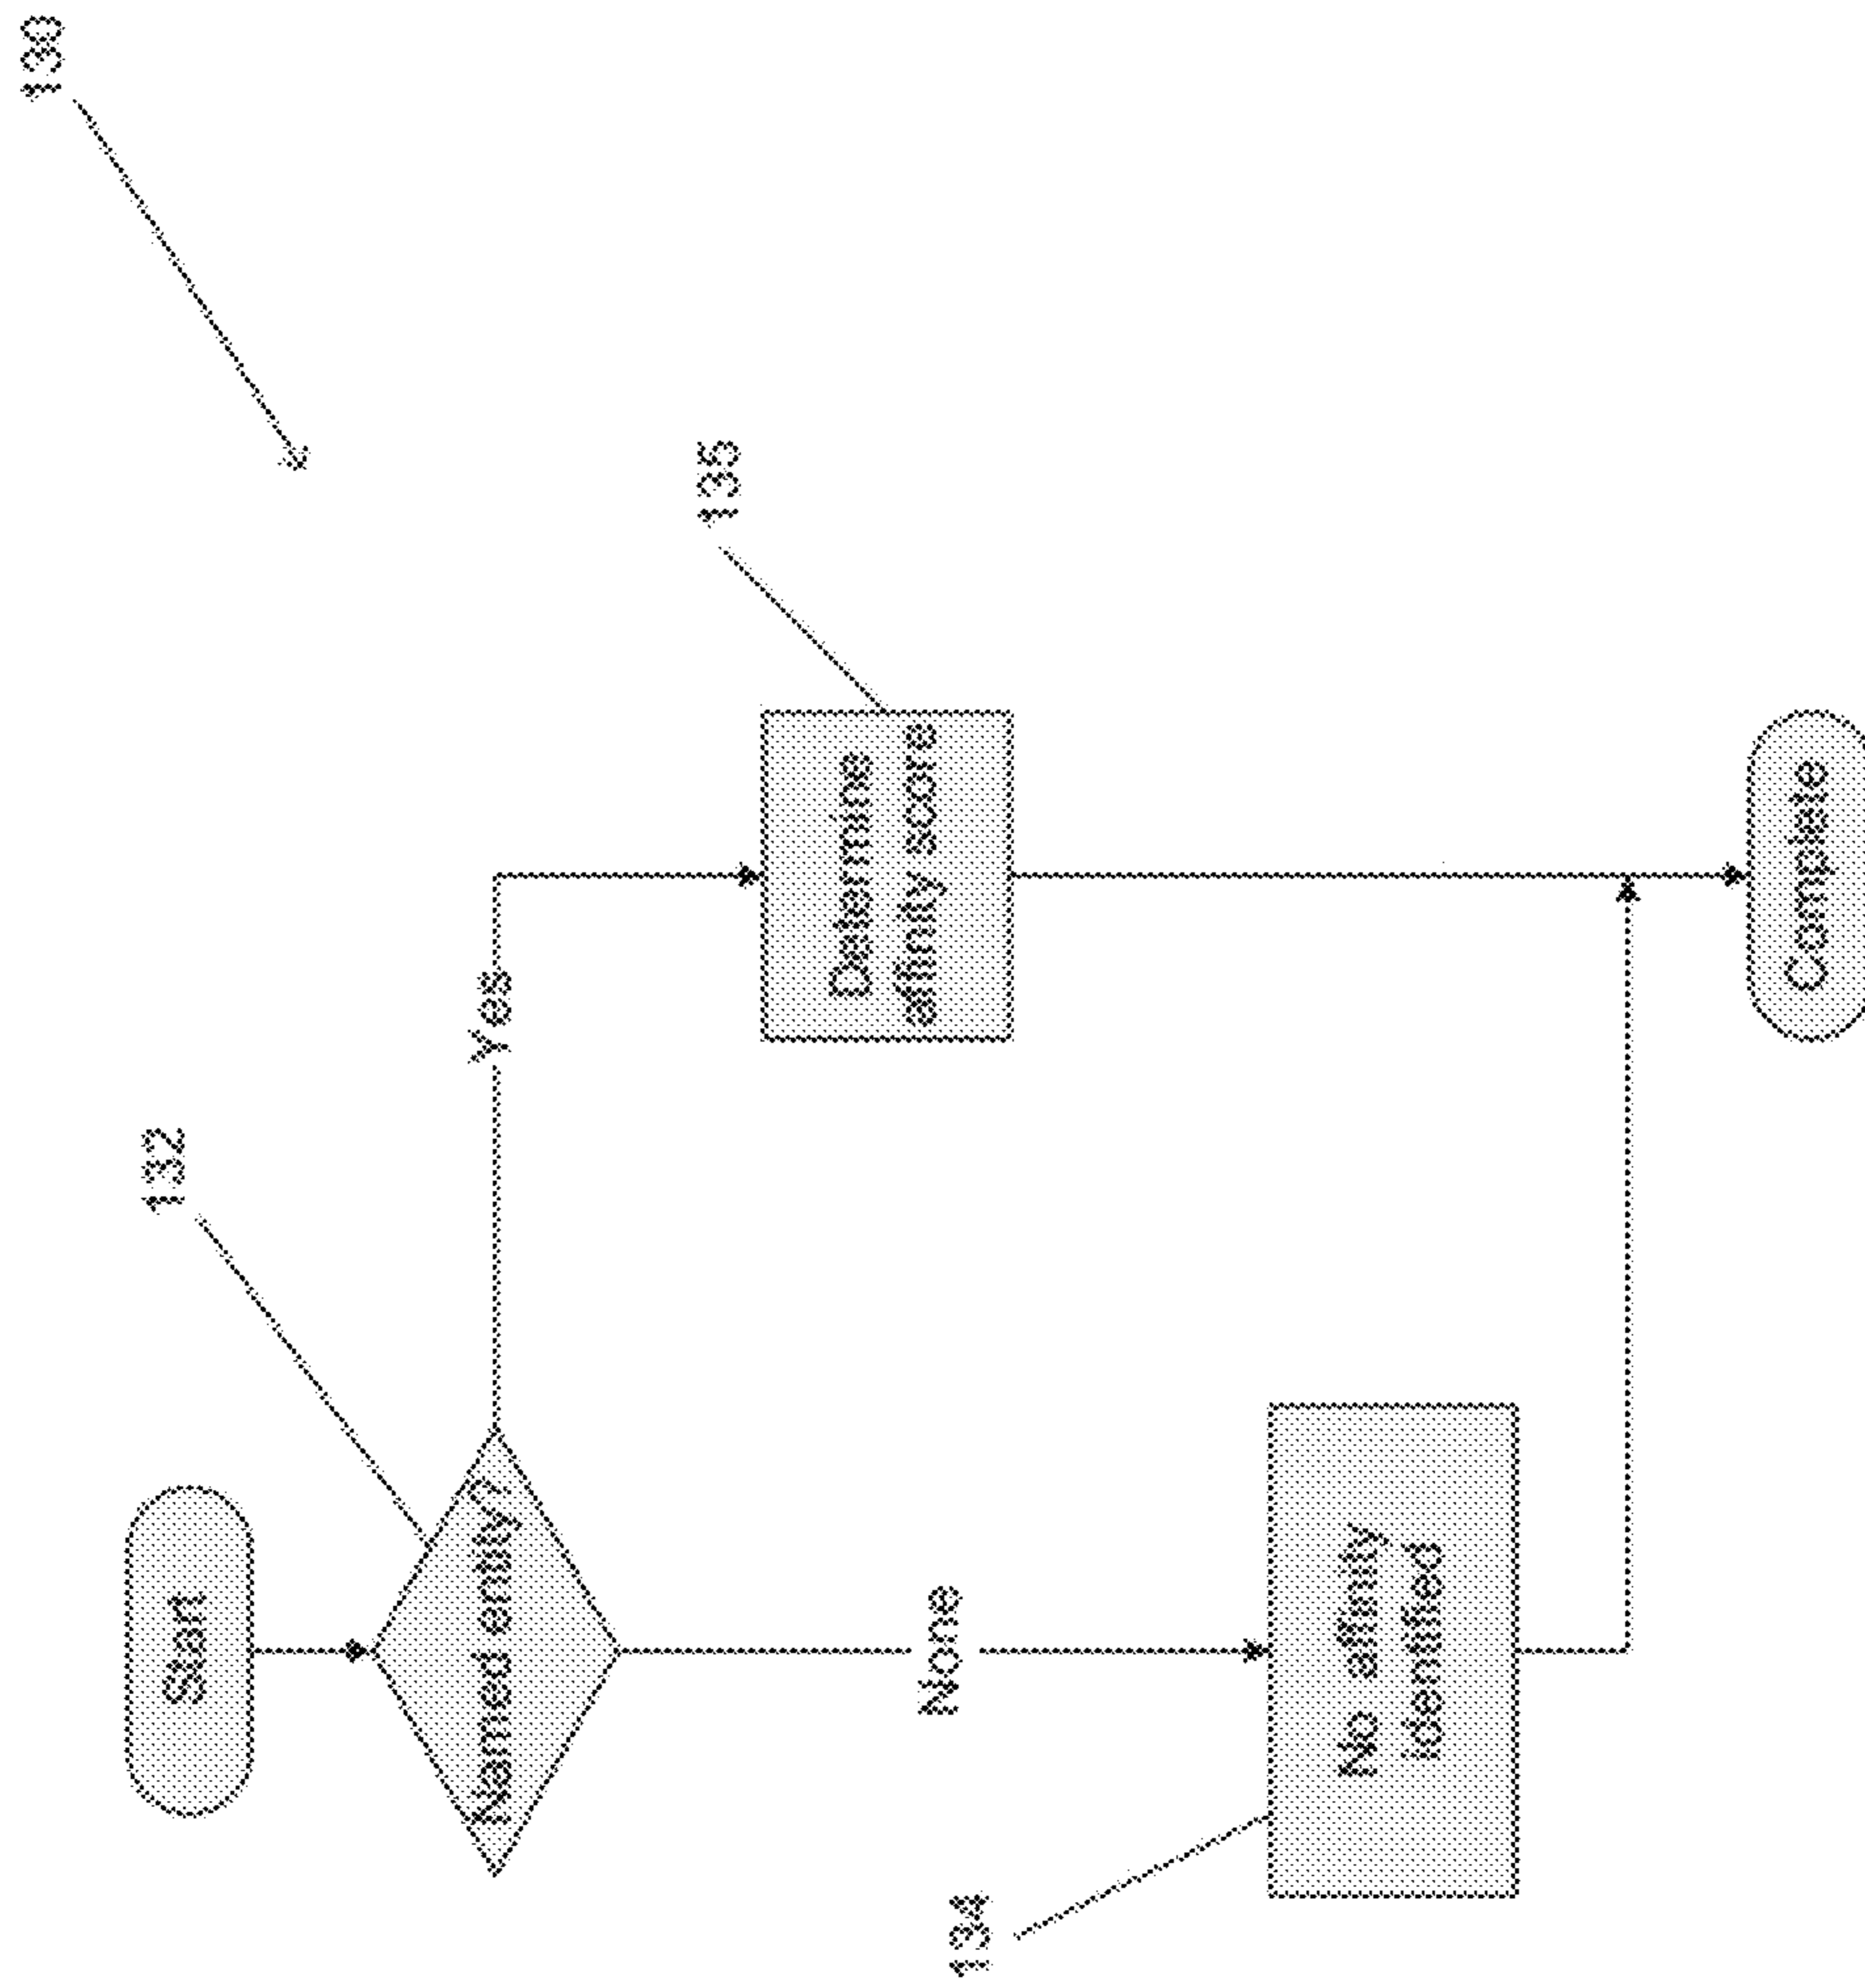 130
Start
132
Named entity?
Yes
135
Determine
affinity score
None
134
No affinity
Identified
Complete